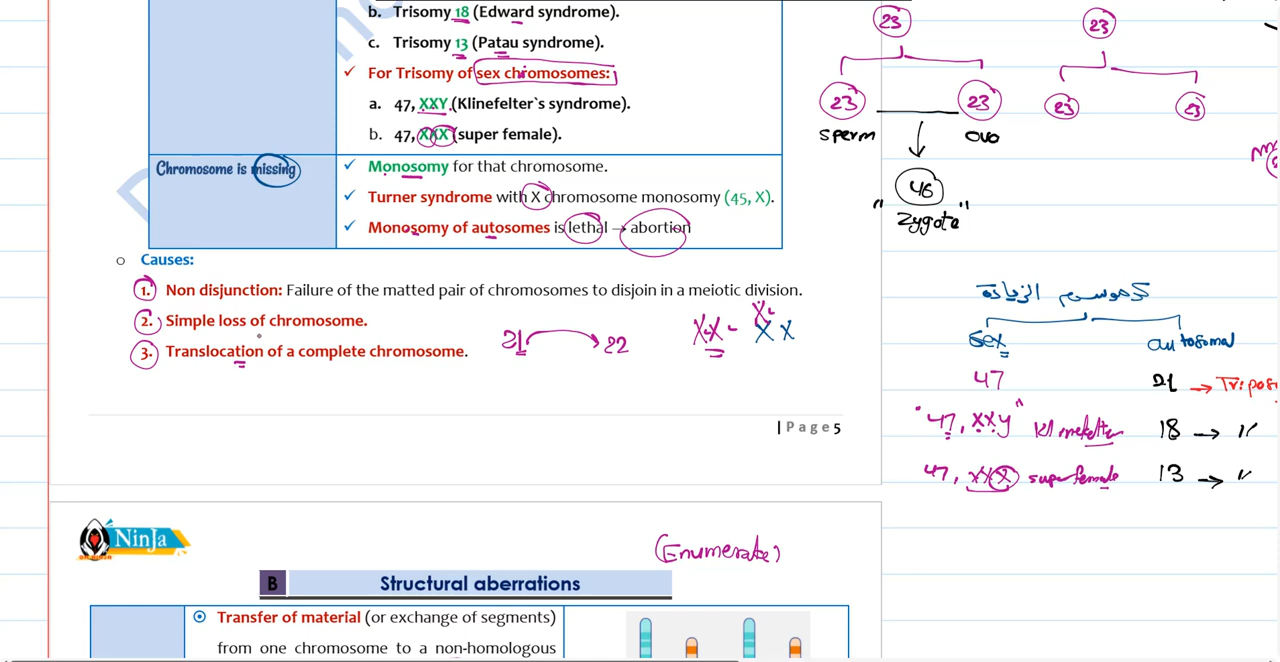 b. Trisomy 18 (Edward syndrome).
c. Trisomy 13 (Patau syndrome).
✓ For Trisomy of sex chromosomes:
a. 47, XXY (Klinefelter`s syndrome).
b. 47, XXX (super female).
Chromosome is missing
✓ Monosomy for that chromosome.
✓ Turner syndrome with X chromosome monosomy (45, X).
✓ Monosomy of autosomes is lethal → abortion
o Causes:
1. Non disjunction: Failure of the matted pair of chromosomes to disjoin in a meiotic division.
2. Simple loss of chromosome.
3. Translocation of a complete chromosome.
21 22
X X
X X
| Page 5
Ninja
(Enumerate)
B Structural aberrations
Transfer of material (or exchange of segments)
from one chromosome to a non-homologous
23 23
23 23 23 23
sperm ovo
46
"Zygote"
كروموسوم الزيادة
Sex autosomal
47 21 →
"47, XXY" 18 → //
47, XXX superfemale 13 → //